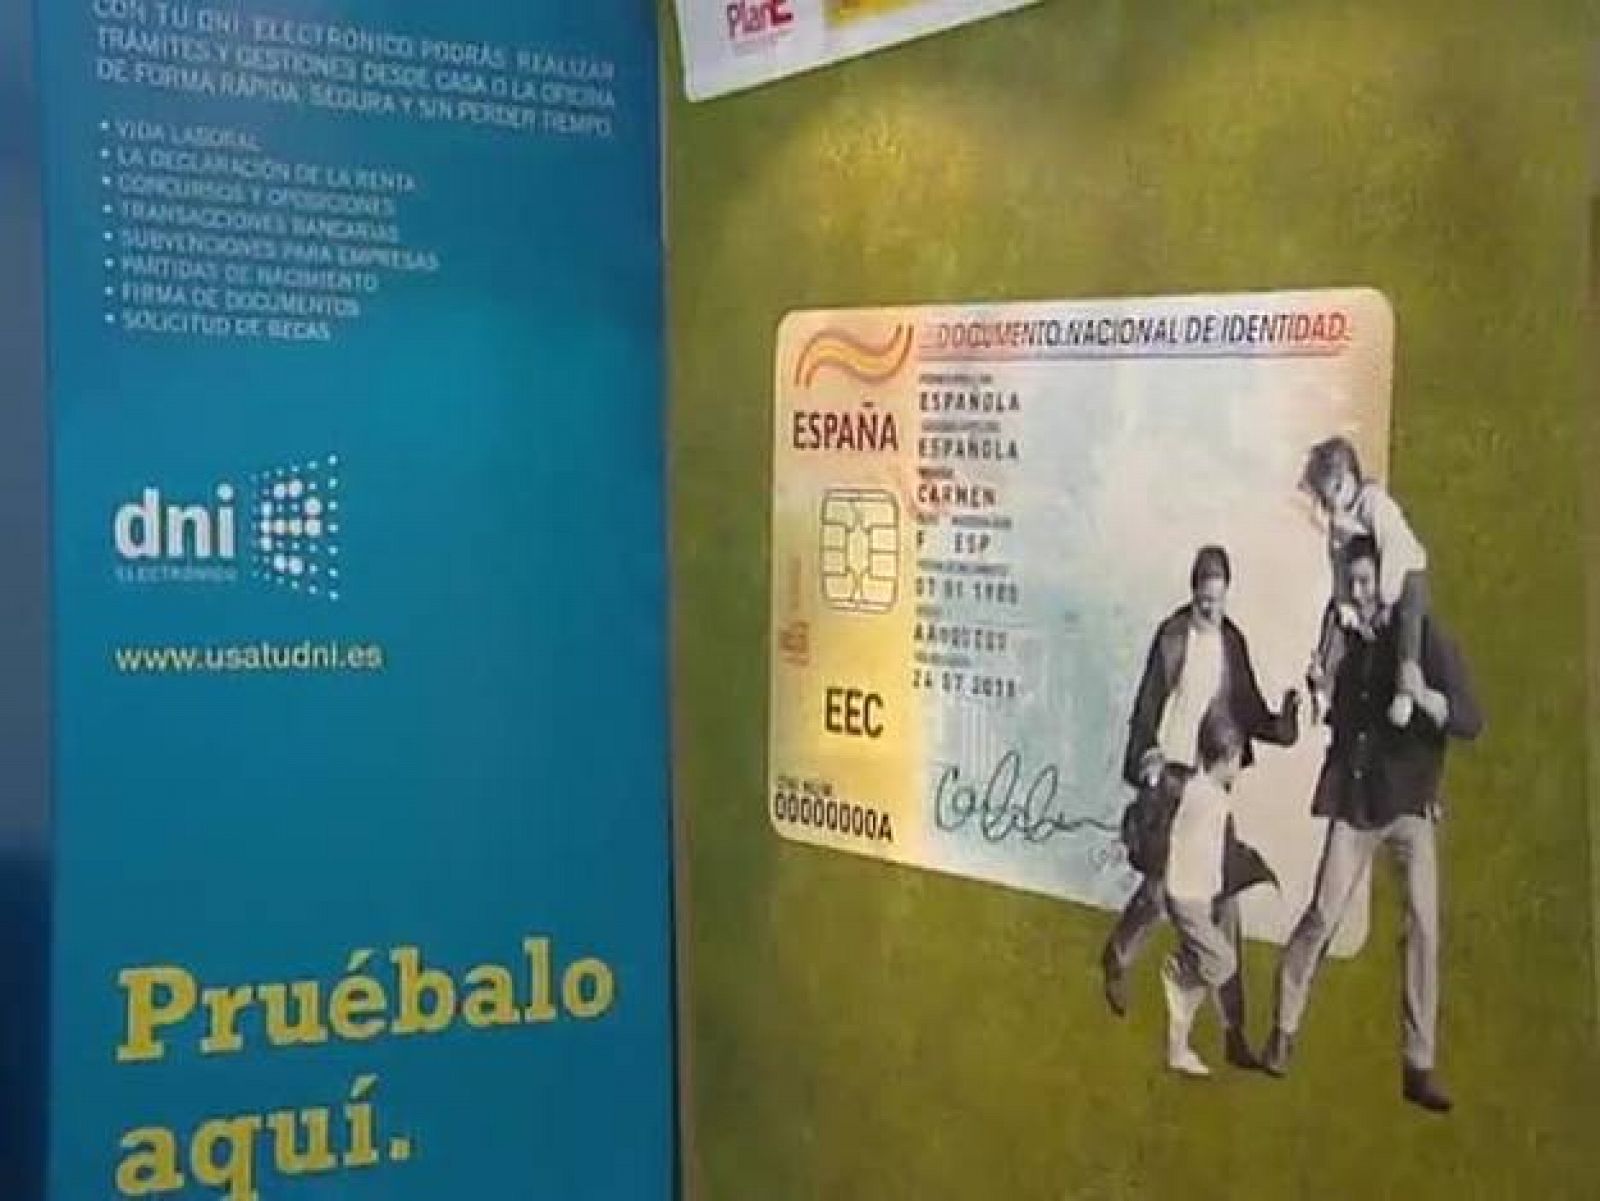 CON TU DNI ELECTRÓNICO PODRÁS REALIZAR
TRÁMITES Y GESTIONES DESDE CASA O LA OFICINA
DE FORMA RÁPIDA, SEGURA Y SIN PERDER TIEMPO.
• VIDA LABORAL
• LA DECLARACIÓN DE LA RENTA
• CONCURSOS Y OPOSICIONES
• TRANSACCIONES BANCARIAS
• SUBVENCIONES PARA EMPRESAS
• PARTIDAS DE NACIMIENTO
• FIRMA DE DOCUMENTOS
• SOLICITUD DE BECAS
dni
ELECTRÓNICO
www.usatudni.es
Pruébalo
aquí.
PlanE
DOCUMENTO NACIONAL DE IDENTIDAD
ESPAÑA
ESPAÑOLA
ESPAÑOLA
CARMEN
F ESP
EEC
DNI NÚM.
00000000A